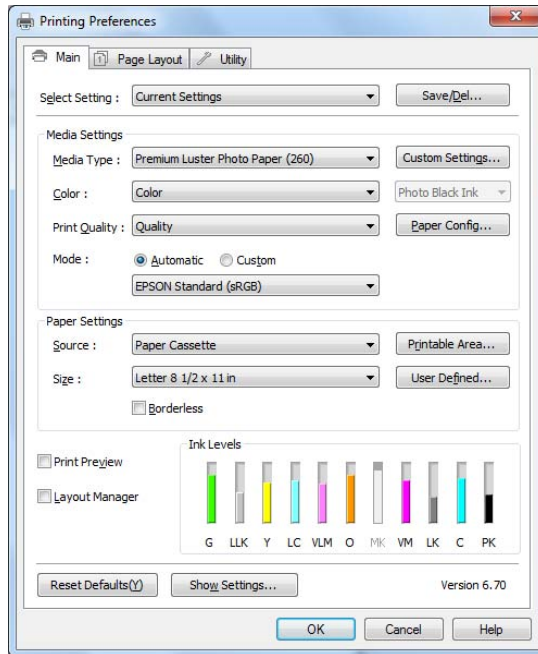 Printing Preferences
Main Page Layout Utility
Select Setting : Current Settings Save/Del...
Media Settings
Media Type : Premium Luster Photo Paper (260) Custom Settings...
Color : Color Photo Black Ink
Print Quality : Quality Paper Config...
Mode : Automatic Custom
EPSON Standard (sRGB)
Paper Settings
Source : Paper Cassette Printable Area...
Size : Letter 8 1/2 x 11 in User Defined...
Borderless
Ink Levels
Print Preview
Layout Manager
G LLK Y LC VLM O MK VM LK C PK
Reset Defaults(Y) Show Settings... Version 6.70
OK Cancel Help